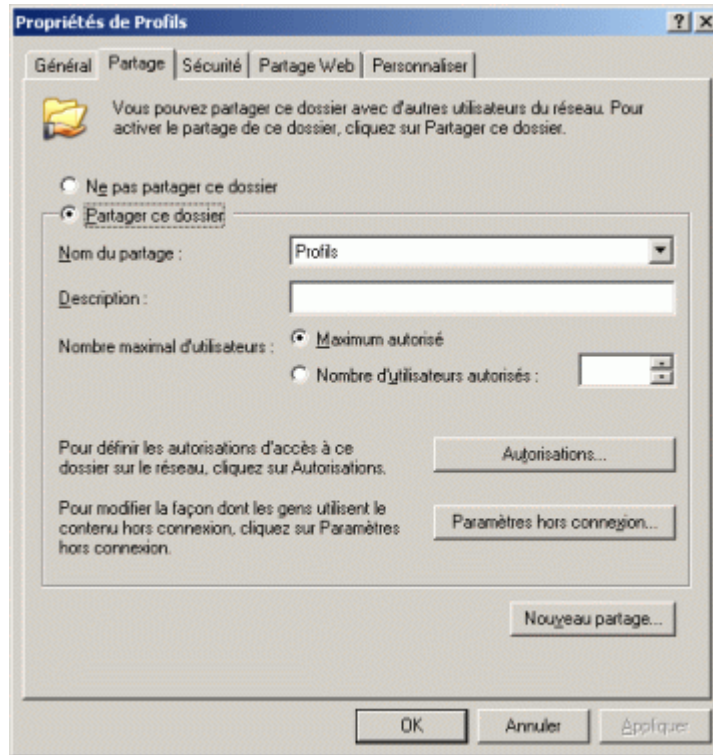 Propriétés de Profils
Général Partage Sécurité Partage Web Personnaliser
Vous pouvez partager ce dossier avec d'autres utilisateurs du réseau. Pour
activer le partage de ce dossier, cliquez sur Partager ce dossier.
Ne pas partager ce dossier
Partager ce dossier
Nom du partage : Profils
Description :
Nombre maximal d'utilisateurs : Maximum autorisé
Nombre d'utilisateurs autorisés :
Pour définir les autorisations d'accès à ce
dossier sur le réseau, cliquez sur Autorisations.
Autorisations...
Pour modifier la façon dont les gens utilisent le
contenu hors connexion, cliquez sur Paramètres
hors connexion.
Paramètres hors connexion...
Nouveau partage...
OK Annuler Appliquer